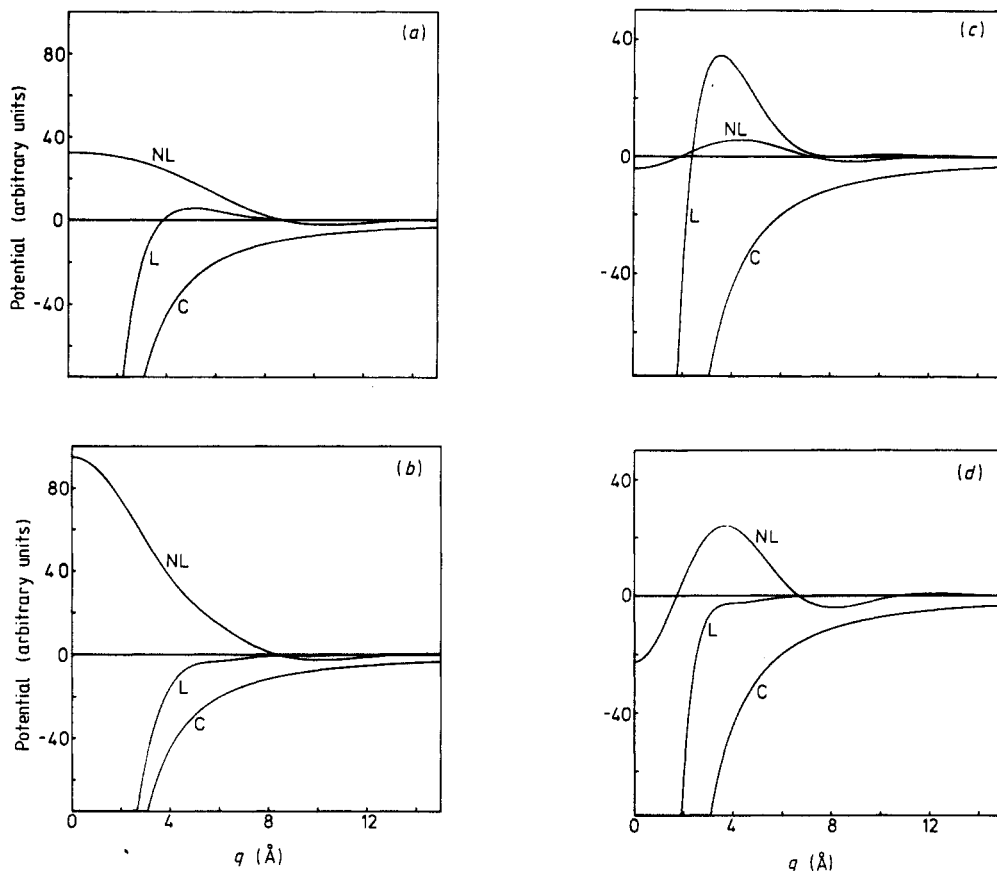 (a)
80
40
0
-40
NL
L
C
Potential (arbitrary units)
(c)
40
0
-40
NL
L
C
(b)
80
40
0
-40
NL
L
C
Potential (arbitrary units)
0 4 8 12
q (Å)
(d)
40
0
-40
NL
L
C
0 4 8 12
q (Å)